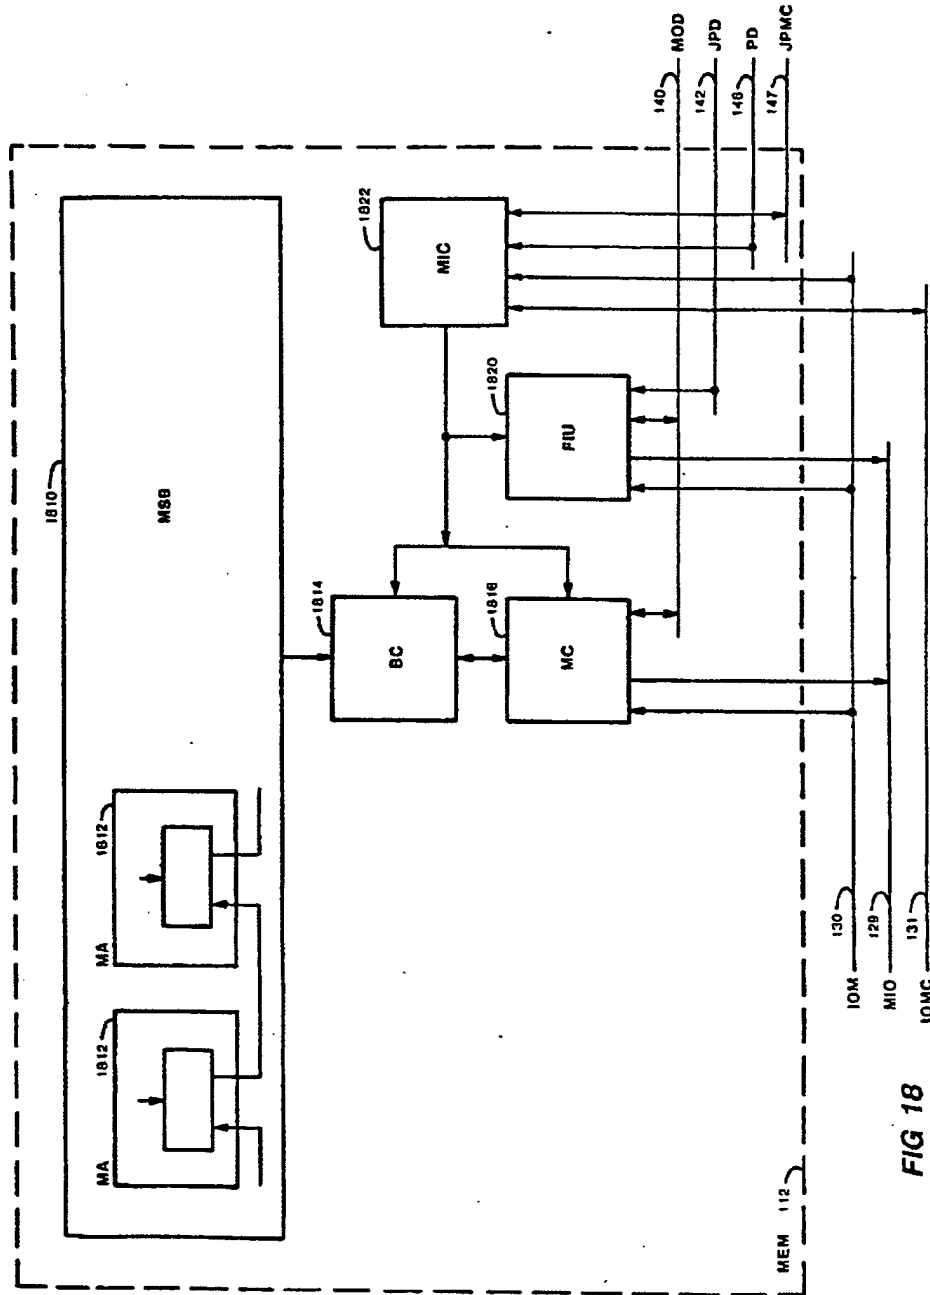 1810
MSB
MA
1812
MA
1812
1814
BC
1816
MC
1820
FIU
1822
MIC
140
MOD
142
JPD
146
PD
147
JPMC
IOM
130
MIO
129
IOMC
131
MEM
112
FIG 18